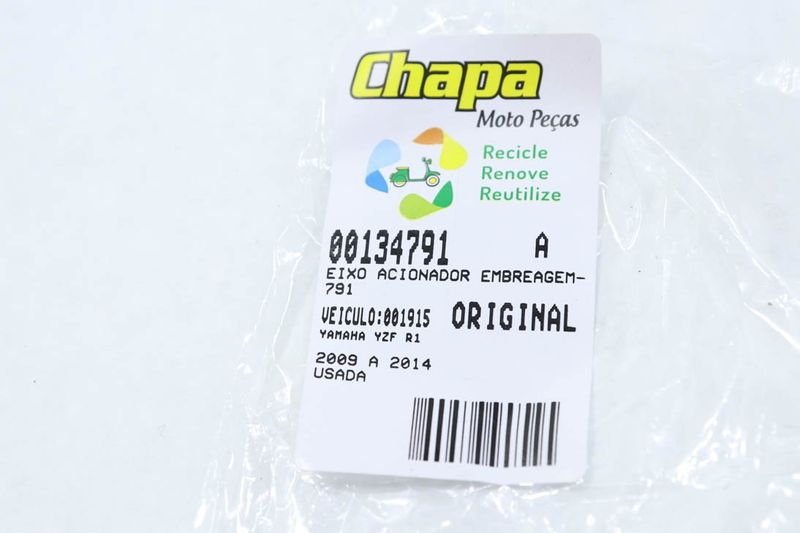 Chapa
Moto Peças
Recicle
Renove
Reutilize
00134791 A
EIXO ACIONADOR EMBREAGEM-
791
VEICULO:001915 ORIGINAL
YAMAHA YZF R1
2009 A 2014
USADA